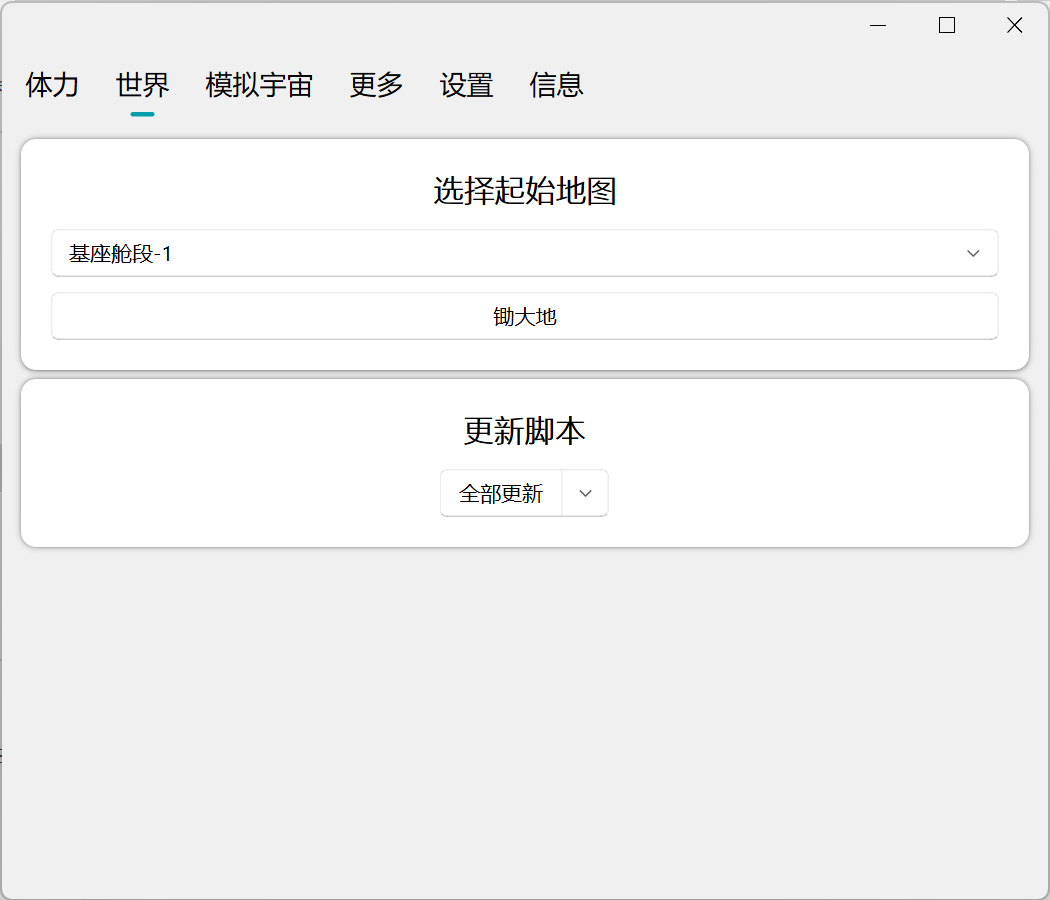 体力 世界 模拟宇宙 更多 设置 信息
选择起始地图
基座舱段-1
锄大地
更新脚本
全部更新